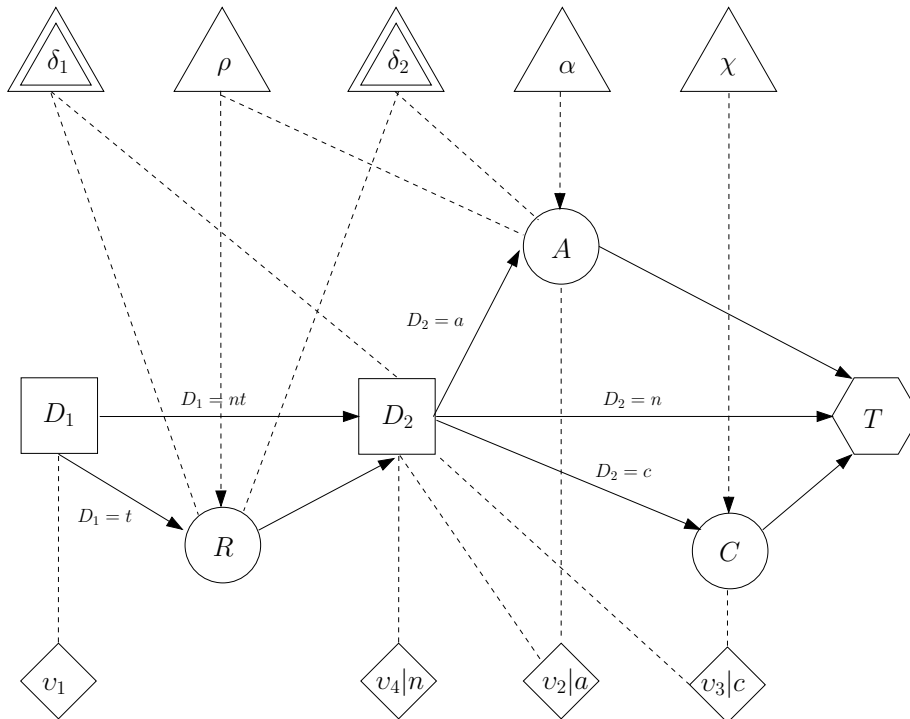 δ₁ ρ δ₂ α χ
A
D₂ = a
D₁ D₁ = nt D₂ D₂ = n T
D₂ = c
D₁ = t R C
υ₁ υ₄|n υ₂|a υ₃|c